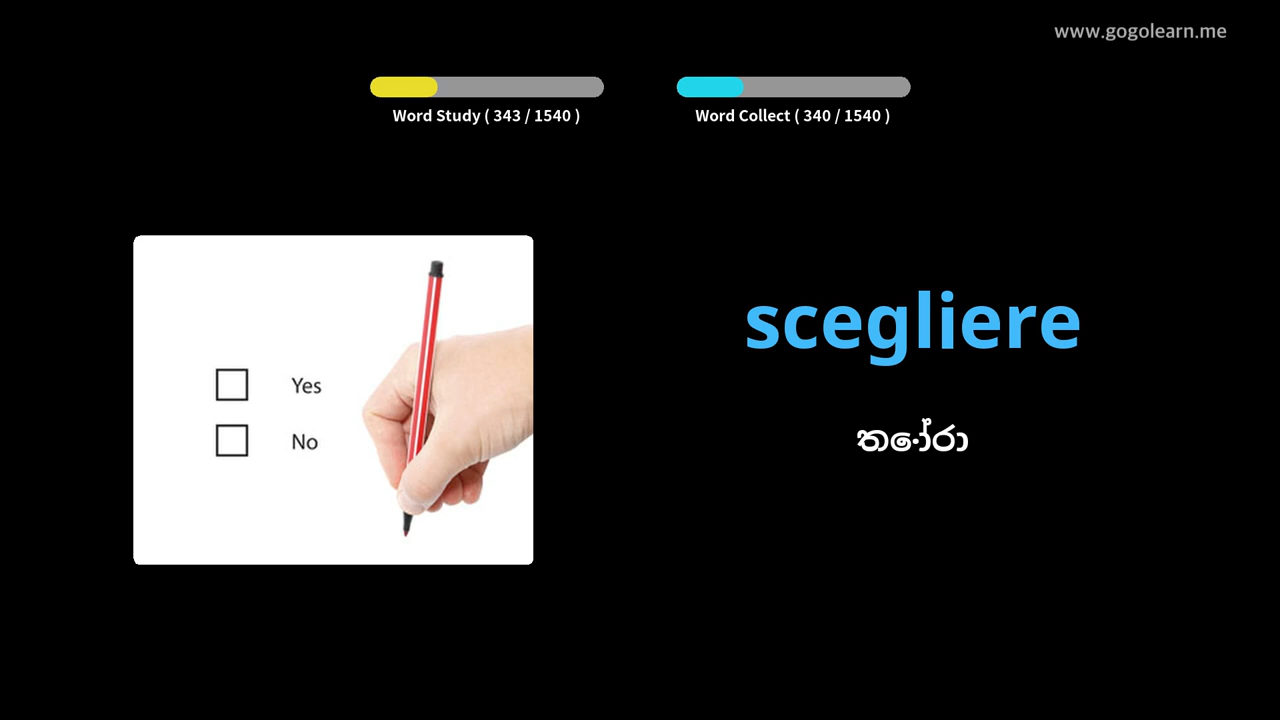 www.gogolearn.me
Word Study ( 343 / 1540 )
Word Collect ( 340 / 1540 )
Yes
No
scegliere
තෝරා